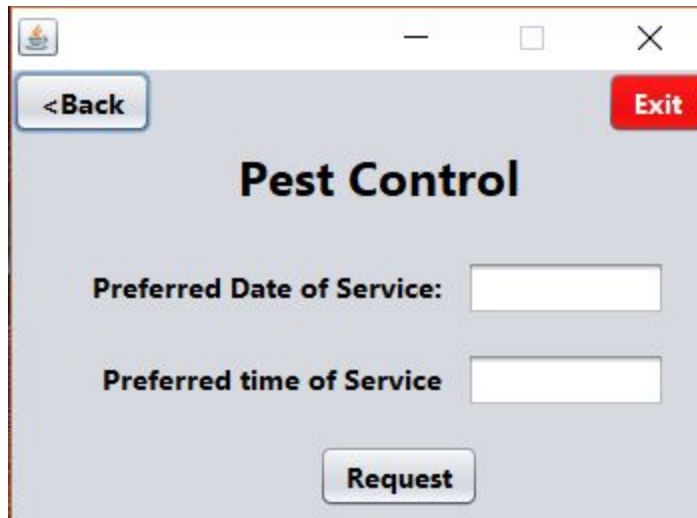 <Back
Exit
Pest Control
Preferred Date of Service:
Preferred time of Service
Request